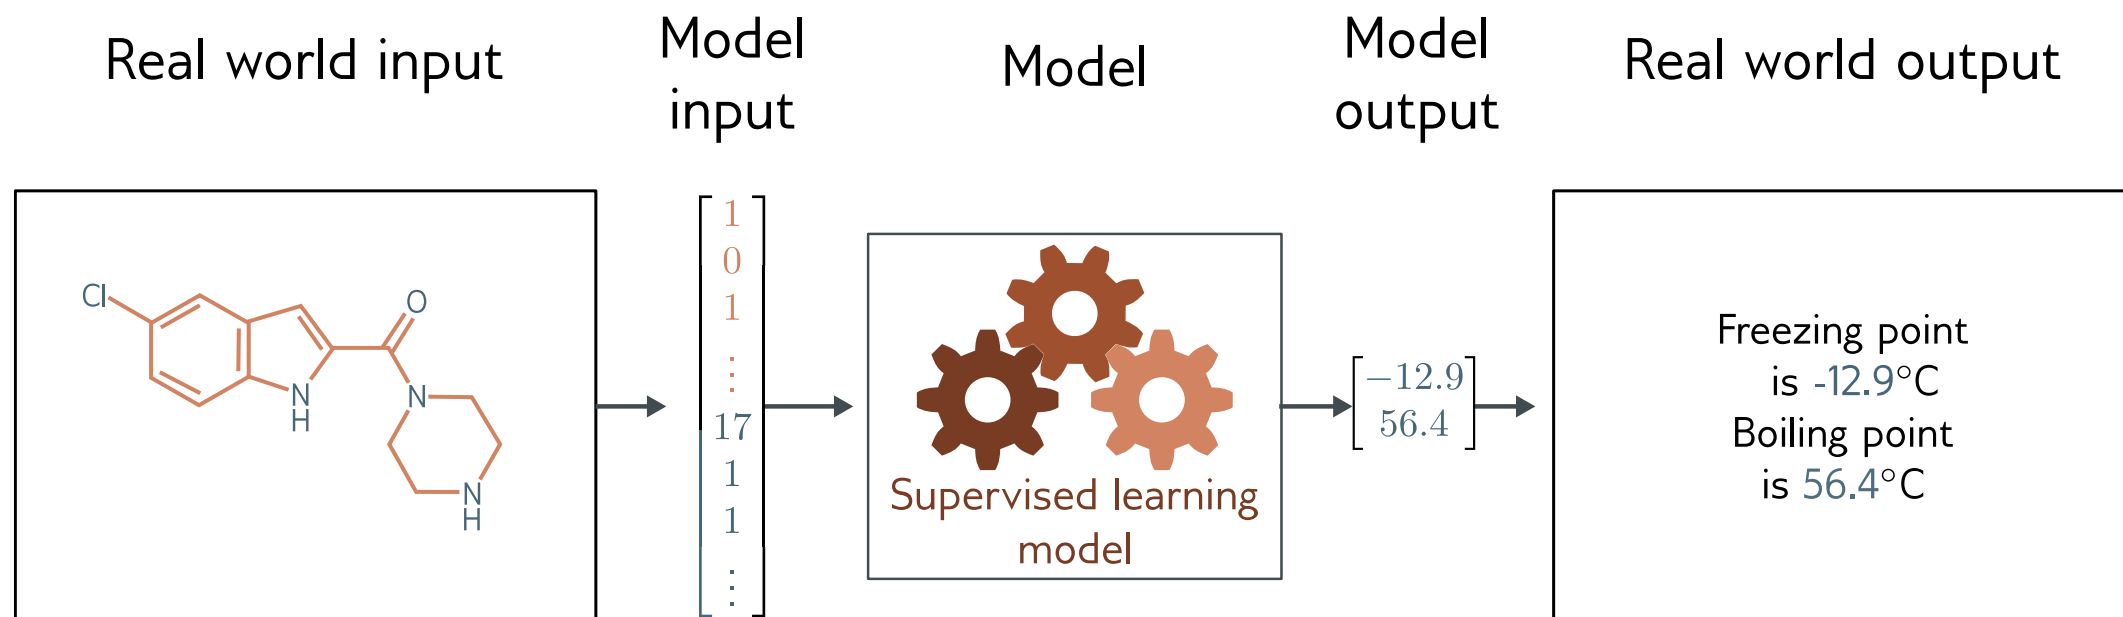 Real world input
Model
input
Model
Model
output
Real world output
Cl
O
N
H
N
N
H
1
0
1
⋮
17
1
1
⋮
Supervised learning
model
−12.9
56.4
Freezing point
is -12.9°C
Boiling point
is 56.4°C